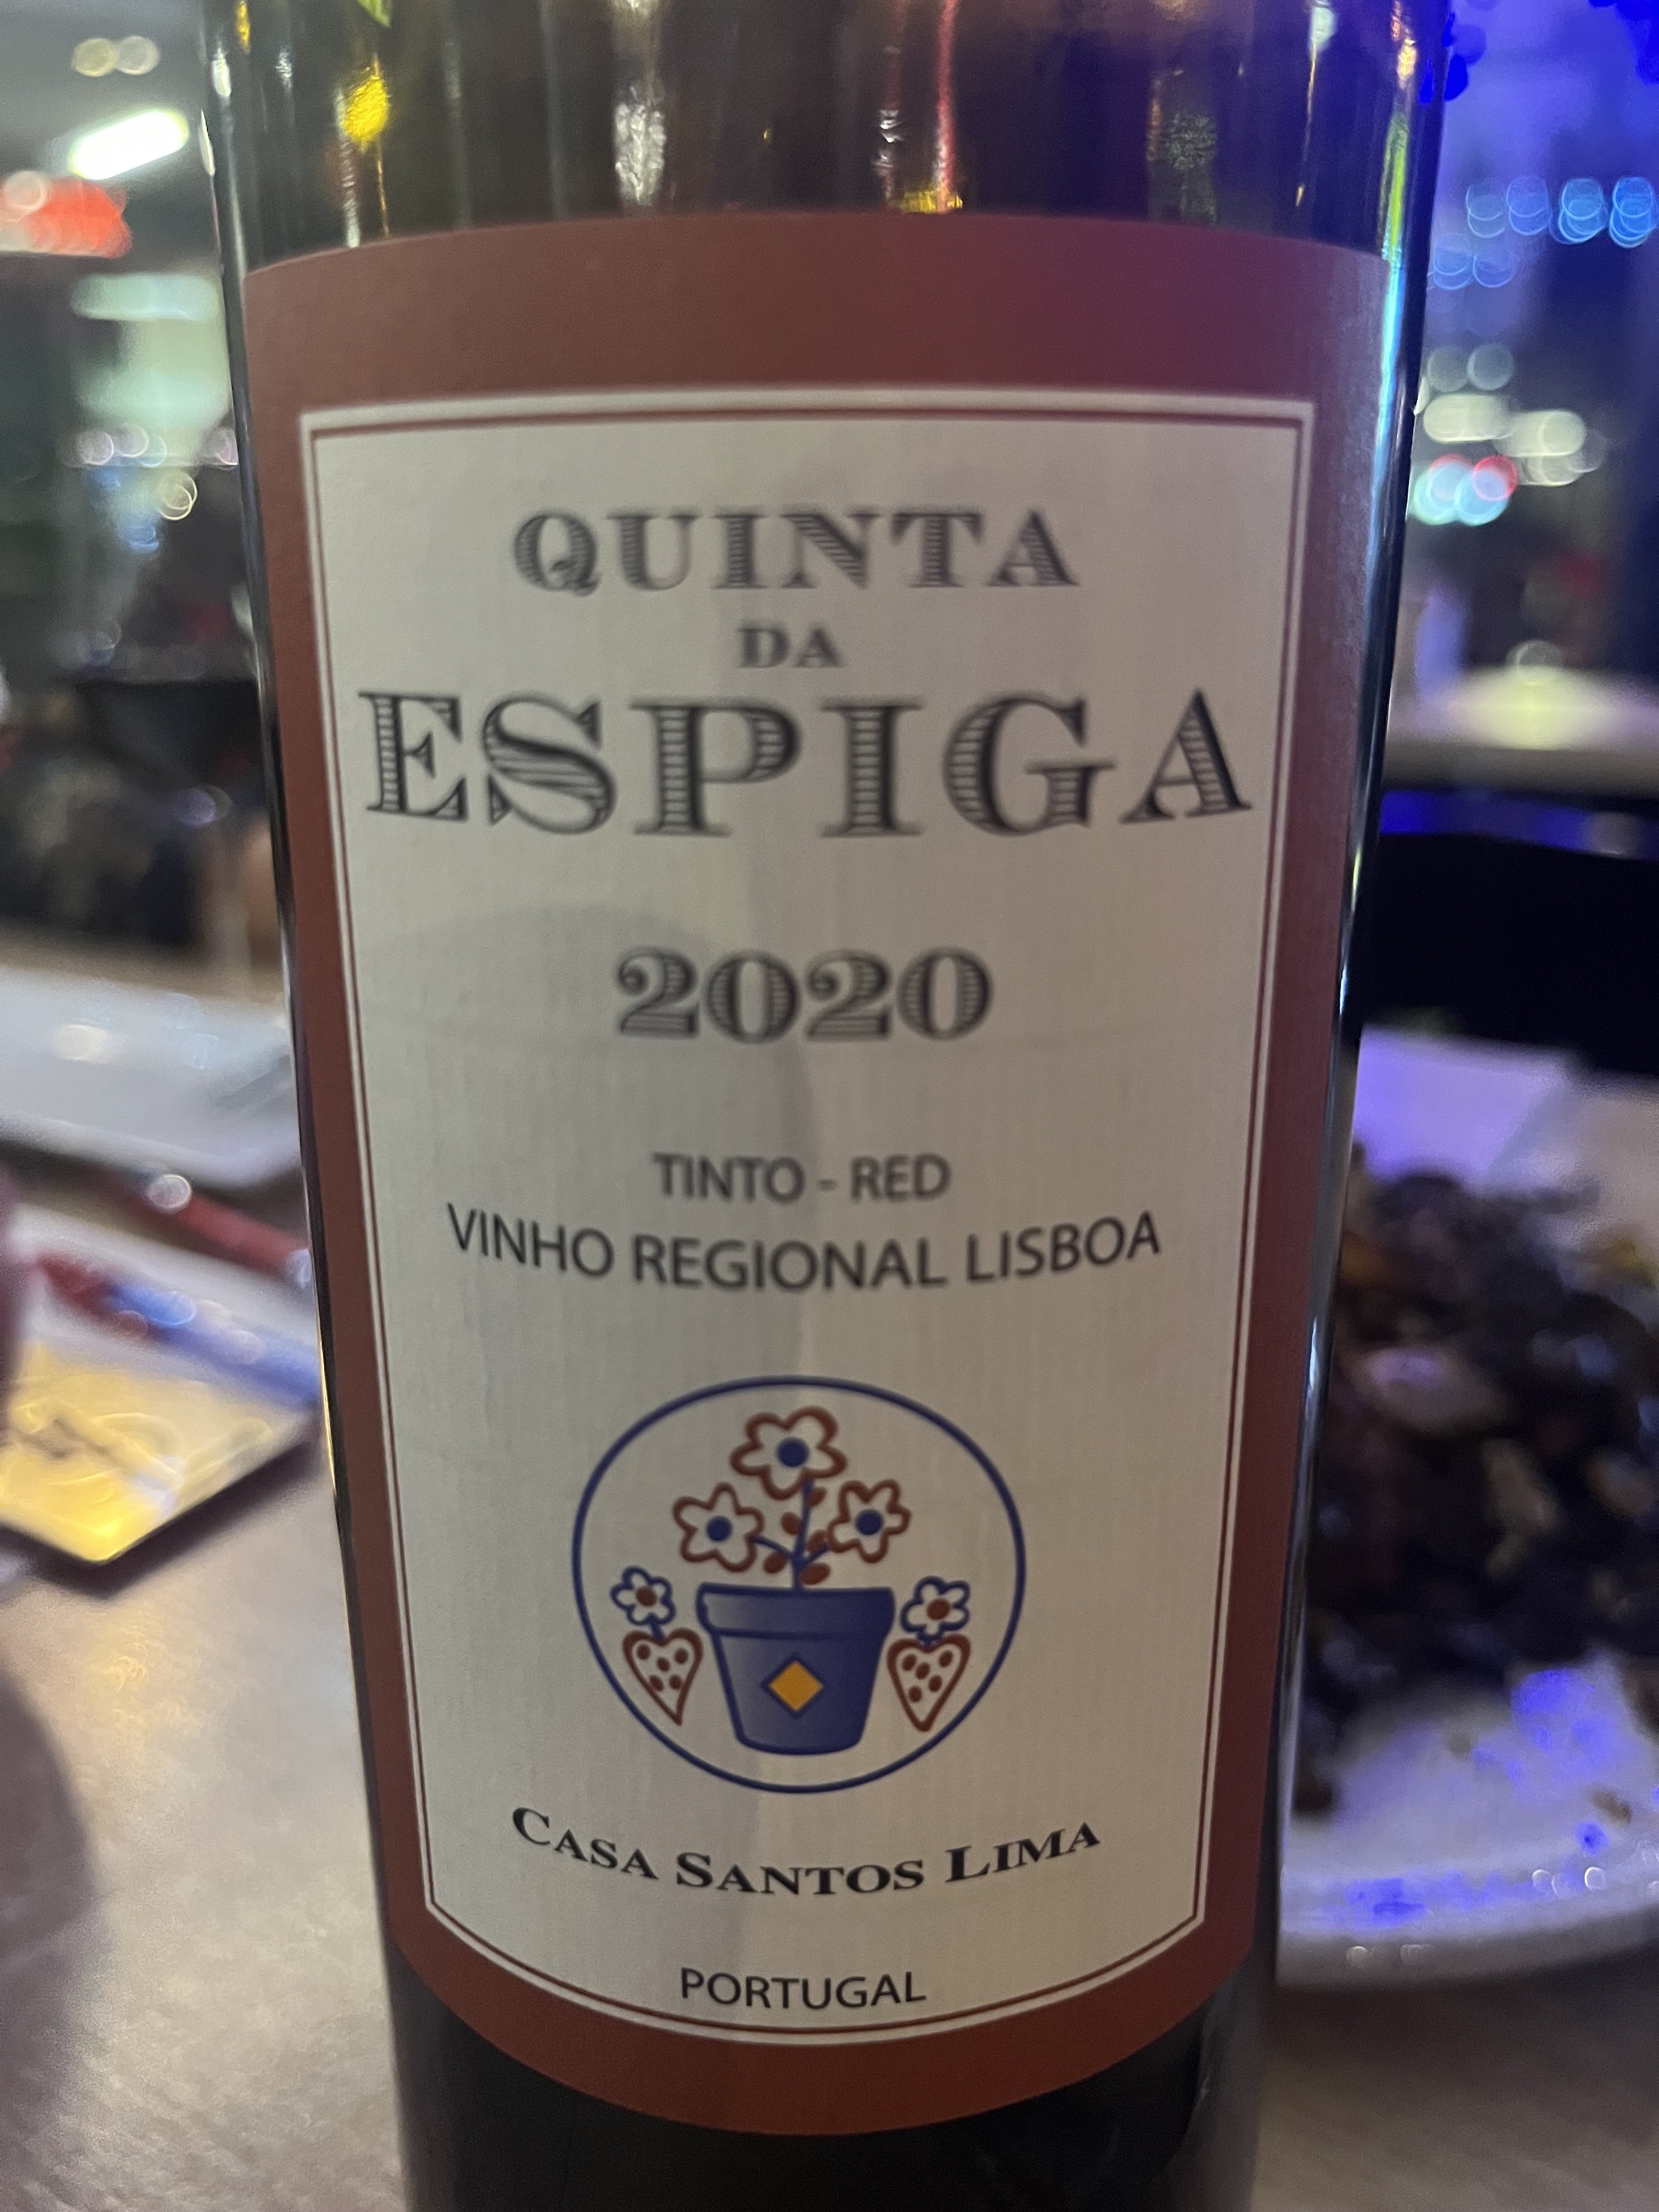 QUINTA
DA
ESPIGA
2020
TINTO - RED
VINHO REGIONAL LISBOA
CASA SANTOS LIMA
PORTUGAL